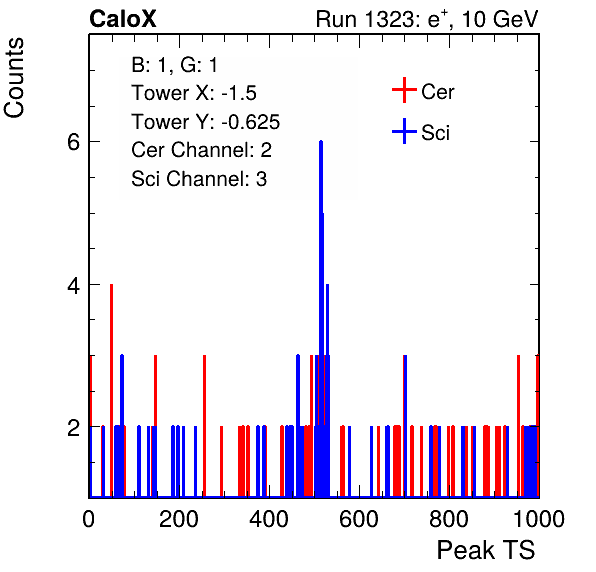 CaloX Run 1323: e+, 10 GeV
Counts
B: 1, G: 1
Tower X: -1.5
Tower Y: -0.625
Cer Channel: 2
Sci Channel: 3
Cer
Sci
6
4
2
0 200 400 600 800 1000
Peak TS